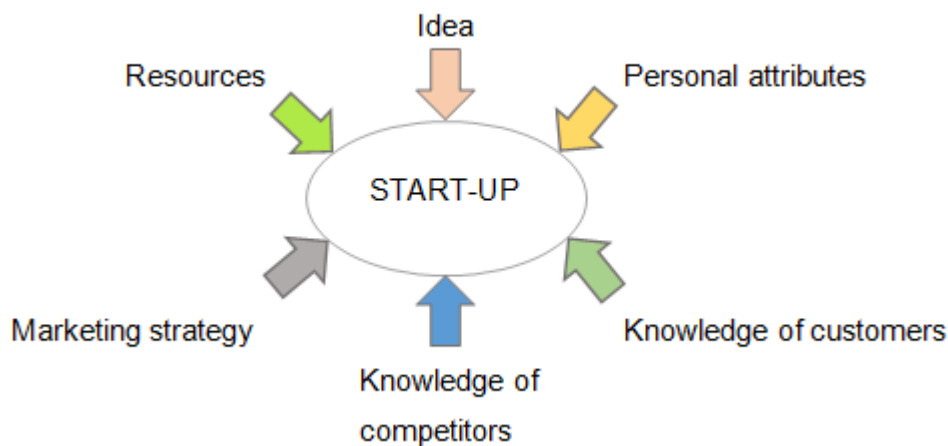 Idea
Resources
Personal attributes
START-UP
Marketing strategy
Knowledge of customers
Knowledge of
competitors